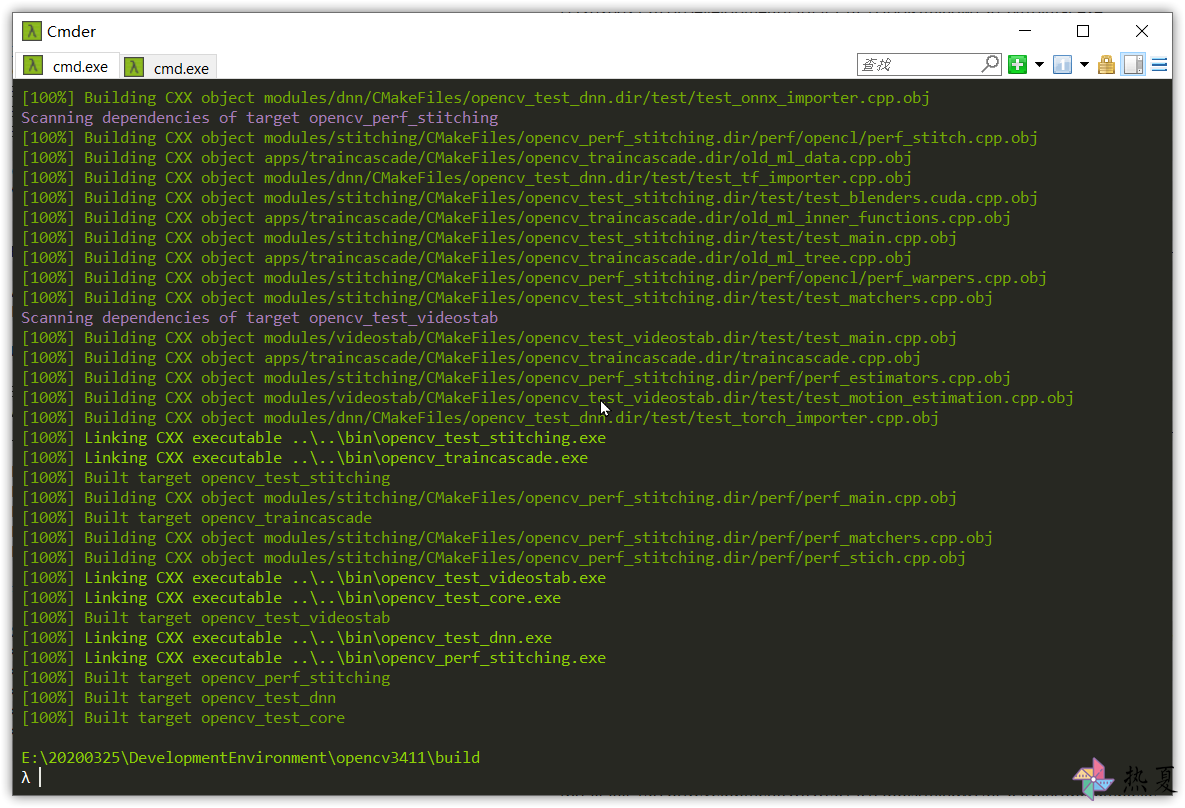 Cmder
cmd.exe
cmd.exe
查找
[100%] Building CXX object modules/dnn/CMakeFiles/opencv_test_dnn.dir/test/test_onnx_importer.cpp.obj
Scanning dependencies of target opencv_perf_stitching
[100%] Building CXX object modules/stitching/CMakeFiles/opencv_perf_stitching.dir/perf/opencl/perf_stitch.cpp.obj
[100%] Building CXX object apps/traincascade/CMakeFiles/opencv_traincascade.dir/old_ml_data.cpp.obj
[100%] Building CXX object modules/dnn/CMakeFiles/opencv_test_dnn.dir/test/test_tf_importer.cpp.obj
[100%] Building CXX object modules/stitching/CMakeFiles/opencv_test_stitching.dir/test/test_blenders.cuda.cpp.obj
[100%] Building CXX object apps/traincascade/CMakeFiles/opencv_traincascade.dir/old_ml_inner_functions.cpp.obj
[100%] Building CXX object modules/stitching/CMakeFiles/opencv_test_stitching.dir/test/test_main.cpp.obj
[100%] Building CXX object apps/traincascade/CMakeFiles/opencv_traincascade.dir/old_ml_tree.cpp.obj
[100%] Building CXX object modules/stitching/CMakeFiles/opencv_perf_stitching.dir/perf/opencl/perf_warpers.cpp.obj
[100%] Building CXX object modules/stitching/CMakeFiles/opencv_test_stitching.dir/test/test_matchers.cpp.obj
Scanning dependencies of target opencv_test_videostab
[100%] Building CXX object modules/videostab/CMakeFiles/opencv_test_videostab.dir/test/test_main.cpp.obj
[100%] Building CXX object apps/traincascade/CMakeFiles/opencv_traincascade.dir/traincascade.cpp.obj
[100%] Building CXX object modules/stitching/CMakeFiles/opencv_perf_stitching.dir/perf/perf_estimators.cpp.obj
[100%] Building CXX object modules/videostab/CMakeFiles/opencv_test_videostab.dir/test/test_motion_estimation.cpp.obj
[100%] Building CXX object modules/dnn/CMakeFiles/opencv_test_dnn.dir/test/test_torch_importer.cpp.obj
[100%] Linking CXX executable ..\..\bin\opencv_test_stitching.exe
[100%] Linking CXX executable ..\..\bin\opencv_traincascade.exe
[100%] Built target opencv_test_stitching
[100%] Building CXX object modules/stitching/CMakeFiles/opencv_perf_stitching.dir/perf/perf_main.cpp.obj
[100%] Built target opencv_traincascade
[100%] Building CXX object modules/stitching/CMakeFiles/opencv_perf_stitching.dir/perf/perf_matchers.cpp.obj
[100%] Building CXX object modules/stitching/CMakeFiles/opencv_perf_stitching.dir/perf/perf_stich.cpp.obj
[100%] Linking CXX executable ..\..\bin\opencv_test_videostab.exe
[100%] Linking CXX executable ..\..\bin\opencv_test_core.exe
[100%] Built target opencv_test_videostab
[100%] Linking CXX executable ..\..\bin\opencv_test_dnn.exe
[100%] Linking CXX executable ..\..\bin\opencv_perf_stitching.exe
[100%] Built target opencv_perf_stitching
[100%] Built target opencv_test_dnn
[100%] Built target opencv_test_core
E:\20200325\DevelopmentEnvironment\opencv3411\build
λ
热夏